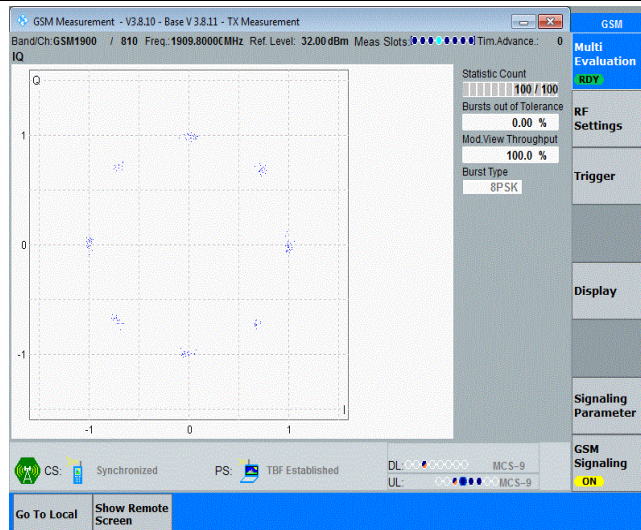 GSM Measurement - V3.8.10 - Base V 3.8.11 - TX Measurement
GSM
Band/Ch: GSM1900 / 810 Freq.: 1909.8000 MHz Ref. Level: 32.00 dBm Meas Slots: Tim.Advance.: 0
IQ
Multi
Evaluation
RDY
Q
1
0
-1
I
-1 0 1
Statistic Count
100 / 100
Bursts out of Tolerance
0.00 %
Mod.View Throughput
100.0 %
Burst Type
8PSK
RF
Settings
Trigger
Display
Signaling
Parameter
GSM
Signaling
ON
CS: Synchronized PS: TBF Established
DL: MCS-9
UL: MCS-9
Go To Local
Show Remote
Screen